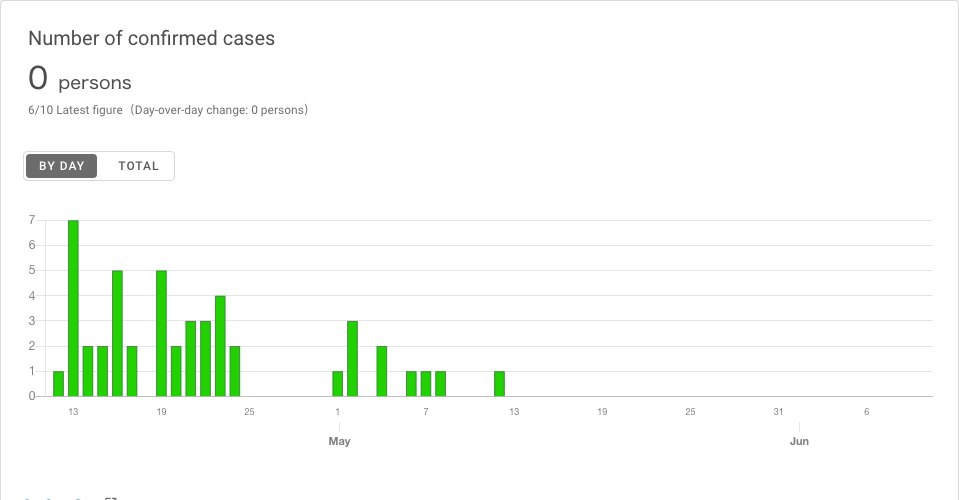 Number of confirmed cases
0 persons
6/10 Latest figure（Day-over-day change: 0 persons）
BY DAY TOTAL
7
6
5
4
3
2
1
0
13 19 25 1 7 13 19 25 31 6
May Jun